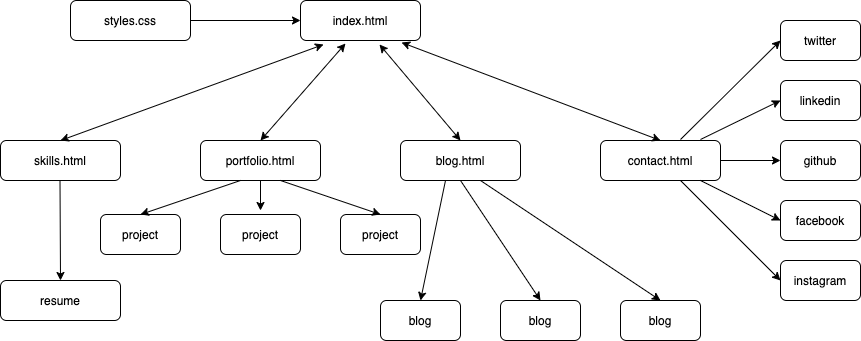 styles.css
index.html
twitter
linkedin
skills.html
portfolio.html
blog.html
contact.html
github
project
project
project
facebook
resume
instagram
blog
blog
blog